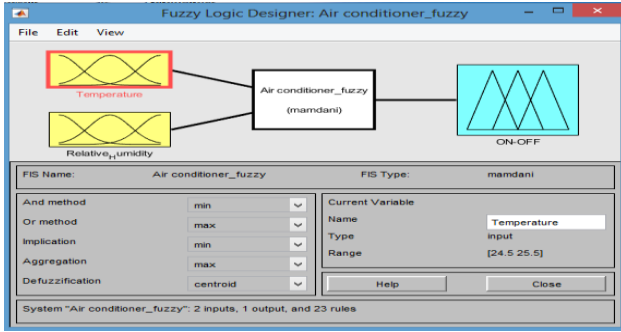 Fuzzy Logic Designer: Air conditioner_fuzzy
File Edit View
Temperature
Relative_Humidity
Air conditioner_fuzzy
(mamdani)
ON-OFF
FIS Name: Air conditioner_fuzzy FIS Type: mamdani
And method min
Or method max
Implication min
Aggregation max
Defuzzification centroid
Current Variable
Name Temperature
Type input
Range [24.5 25.5]
Help Close
System "Air conditioner_fuzzy": 2 inputs, 1 output, and 23 rules